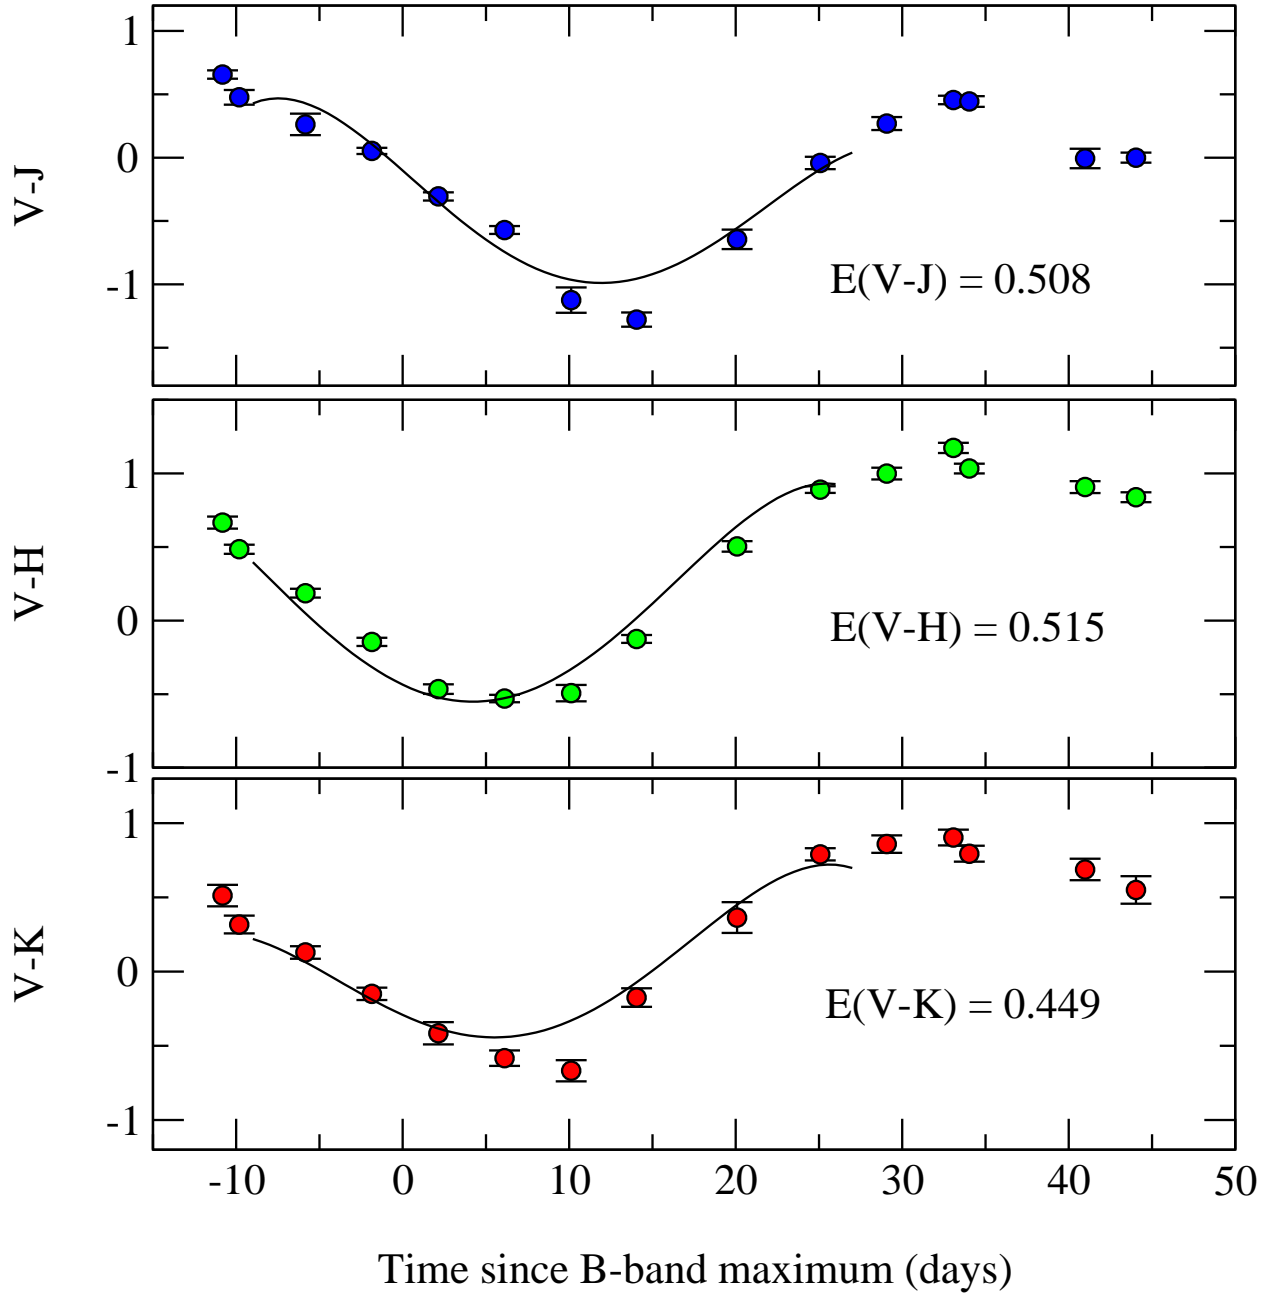 1
0
-1
V-J
E(V-J) = 0.508
1
0
-1
V-H
E(V-H) = 0.515
1
0
-1
V-K
E(V-K) = 0.449
-10 0 10 20 30 40 50
Time since B-band maximum (days)